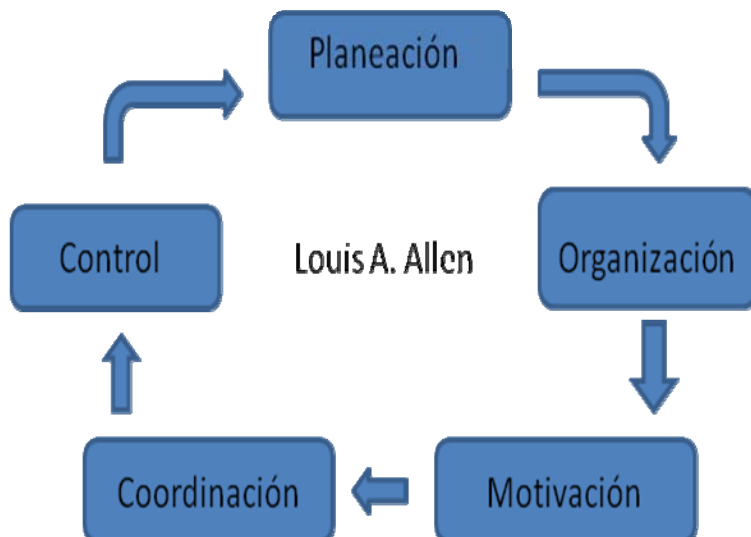 Planeación
Control
Louis A. Allen
Organización
Coordinación
Motivación